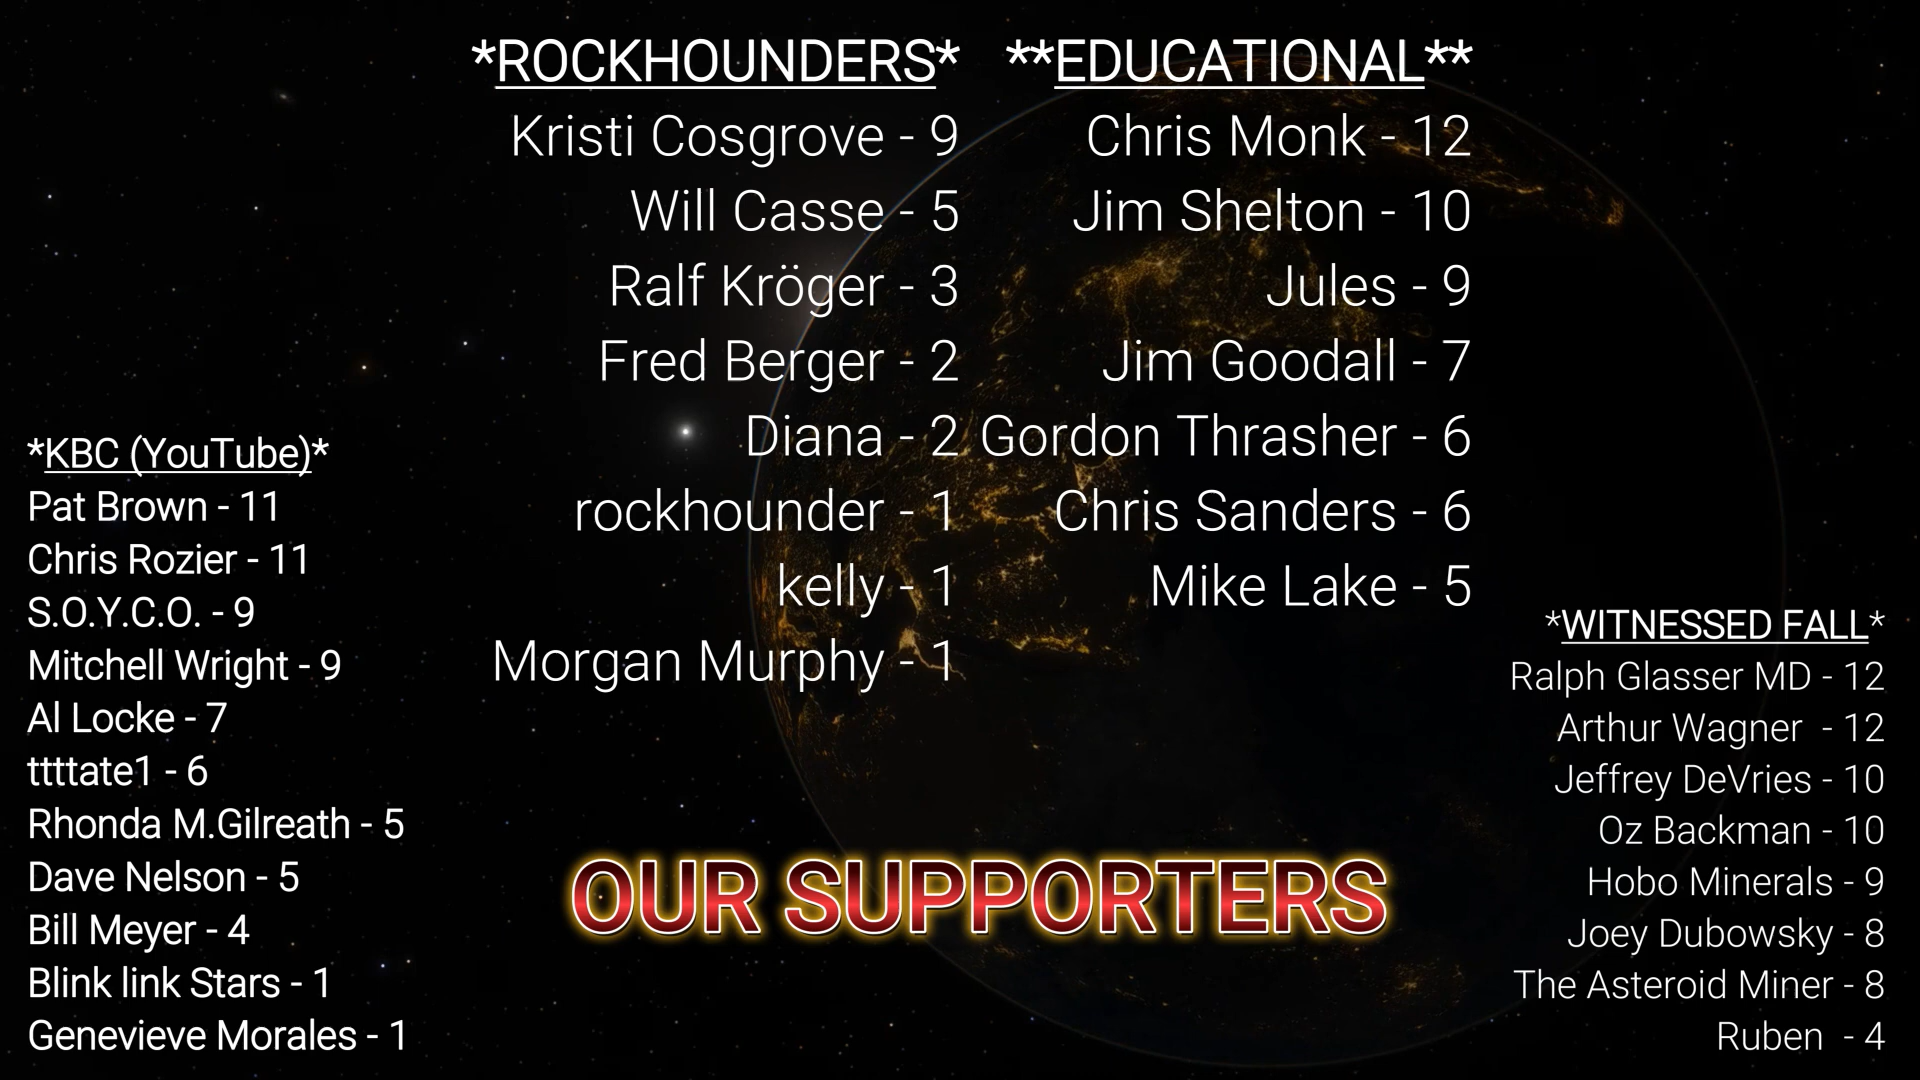 *ROCKHOUNDERS*
Kristi Cosgrove - 9
Will Casse - 5
Ralf Kröger - 3
Fred Berger - 2
Diana - 2
rockhounder - 1
kelly - 1
Morgan Murphy - 1
**EDUCATIONAL**
Chris Monk - 12
Jim Shelton - 10
Jules - 9
Jim Goodall - 7
Gordon Thrasher - 6
Chris Sanders - 6
Mike Lake - 5
*KBC (YouTube)*
Pat Brown - 11
Chris Rozier - 11
S.O.Y.C.O. - 9
Mitchell Wright - 9
Al Locke - 7
ttttate1 - 6
Rhonda M.Gilreath - 5
Dave Nelson - 5
Bill Meyer - 4
Blink link Stars - 1
Genevieve Morales - 1
*WITNESSED FALL*
Ralph Glasser MD - 12
Arthur Wagner  - 12
Jeffrey DeVries - 10
Oz Backman - 10
Hobo Minerals - 9
Joey Dubowsky - 8
The Asteroid Miner - 8
Ruben  - 4
OUR SUPPORTERS